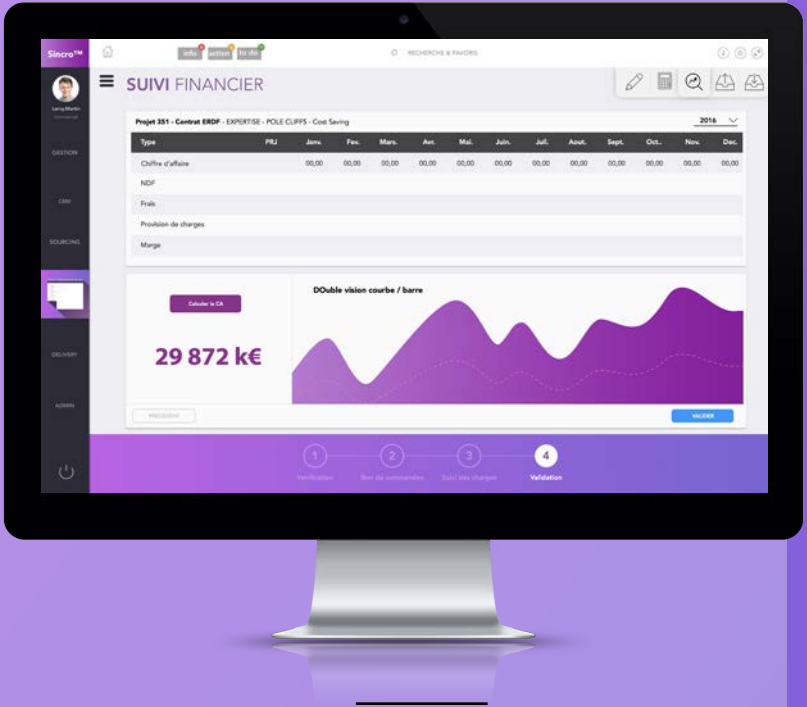 Sincro™
info
action
to do
RECHERCHE & FAVORIS
Leroy Martin
Commercial
GESTION
CRM
SOURCING
DELIVERY
ADMIN
SUIVI FINANCIER
Projet 351 - Contrat ERDF - EXPERTISE - POLE CLIFFS - Cost Saving
2016
Type PRJ Janv. Fev. Mars. Avr. Mai. Juin. Juil. Aout. Sept. Oct.. Nov. Dec.
Chiffre d'affaire 00,00 00,00 00,00 00,00 00,00 00,00 00,00 00,00 00,00 00,00 00,00 00,00
NDF
Frais
Provision de charges
Marge
Calculer le CA
29 872 k€
DOuble vision courbe / barre
PRECEDENT
VALIDER
1
2
3
4
Verification
Bon de commandes
Suivi des charges
Validation